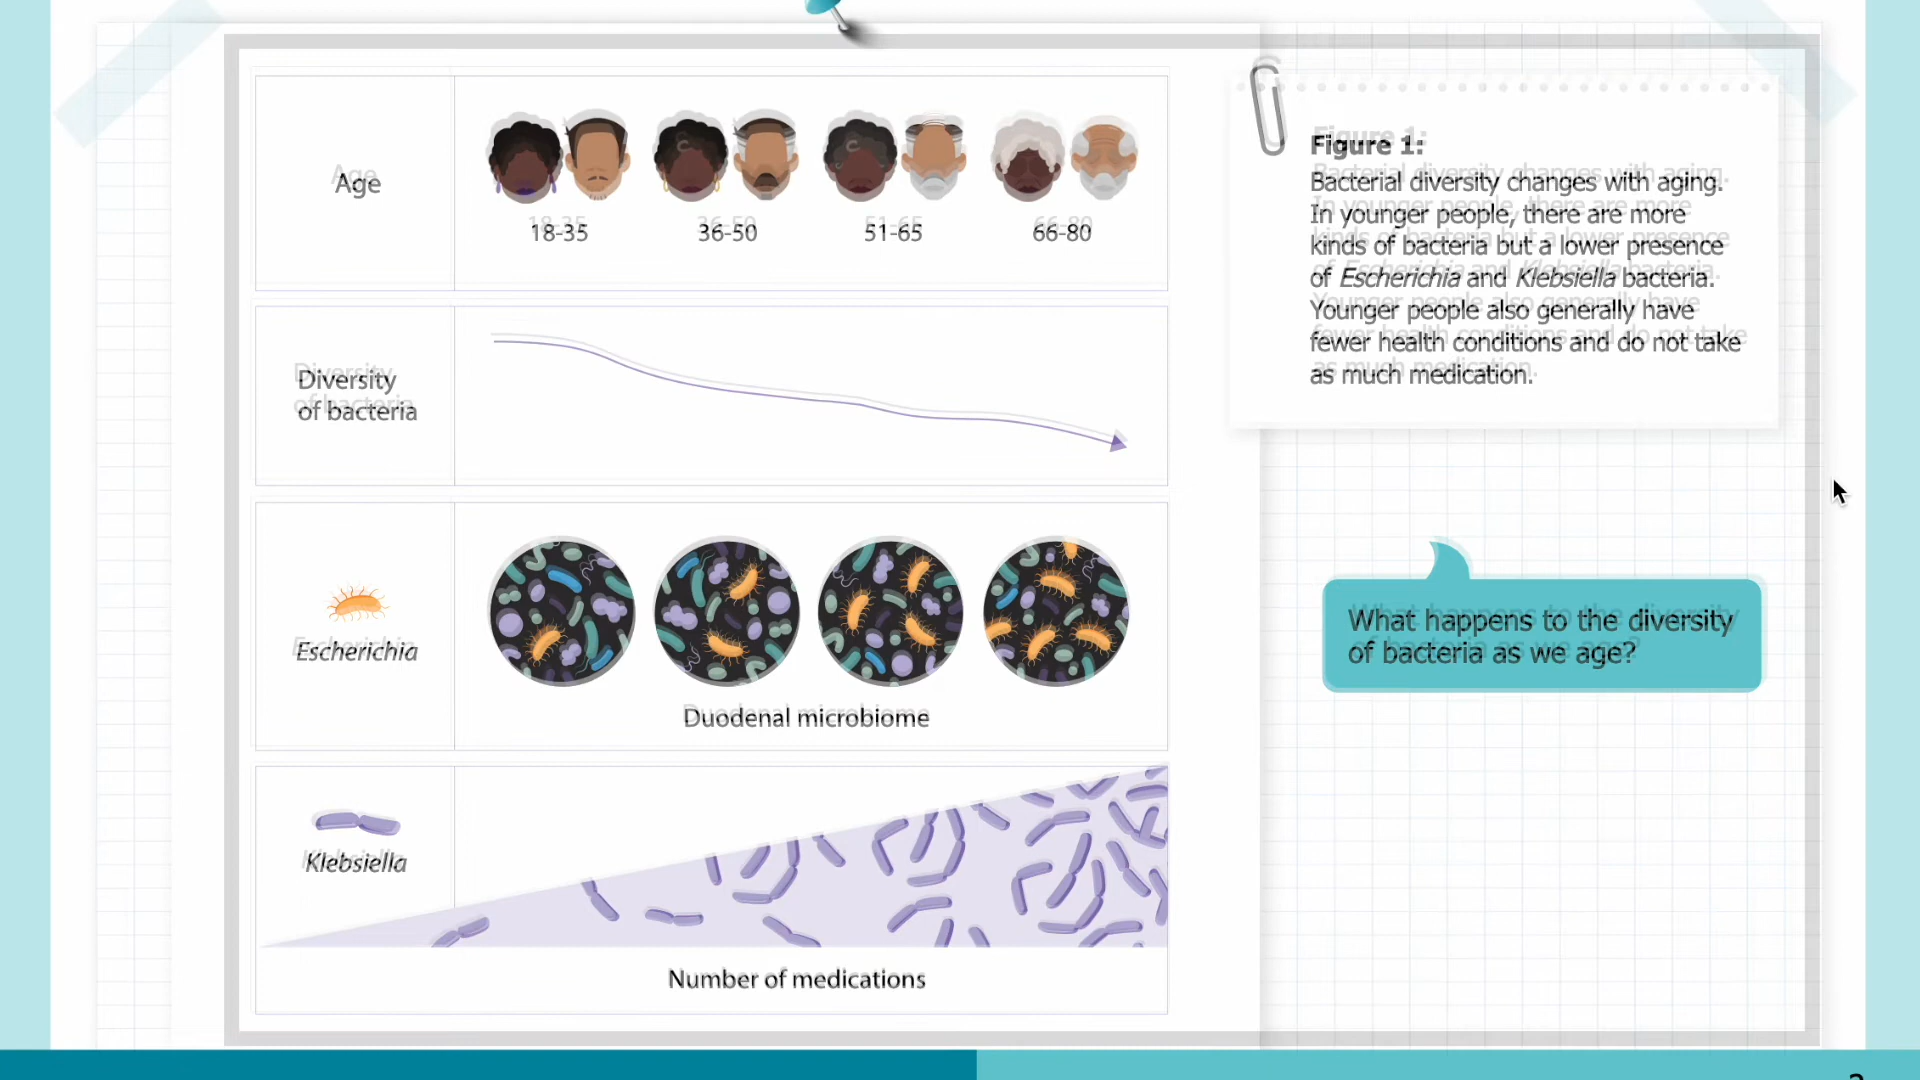 Age
18-35 36-50 51-65 66-80
Diversity
of bacteria
Escherichia
Duodenal microbiome
Klebsiella
Number of medications
Figure 1:
Bacterial diversity changes with aging.
In younger people, there are more
kinds of bacteria but a lower presence
of Escherichia and Klebsiella bacteria.
Younger people also generally have
fewer health conditions and do not take
as much medication.
What happens to the diversity
of bacteria as we age?